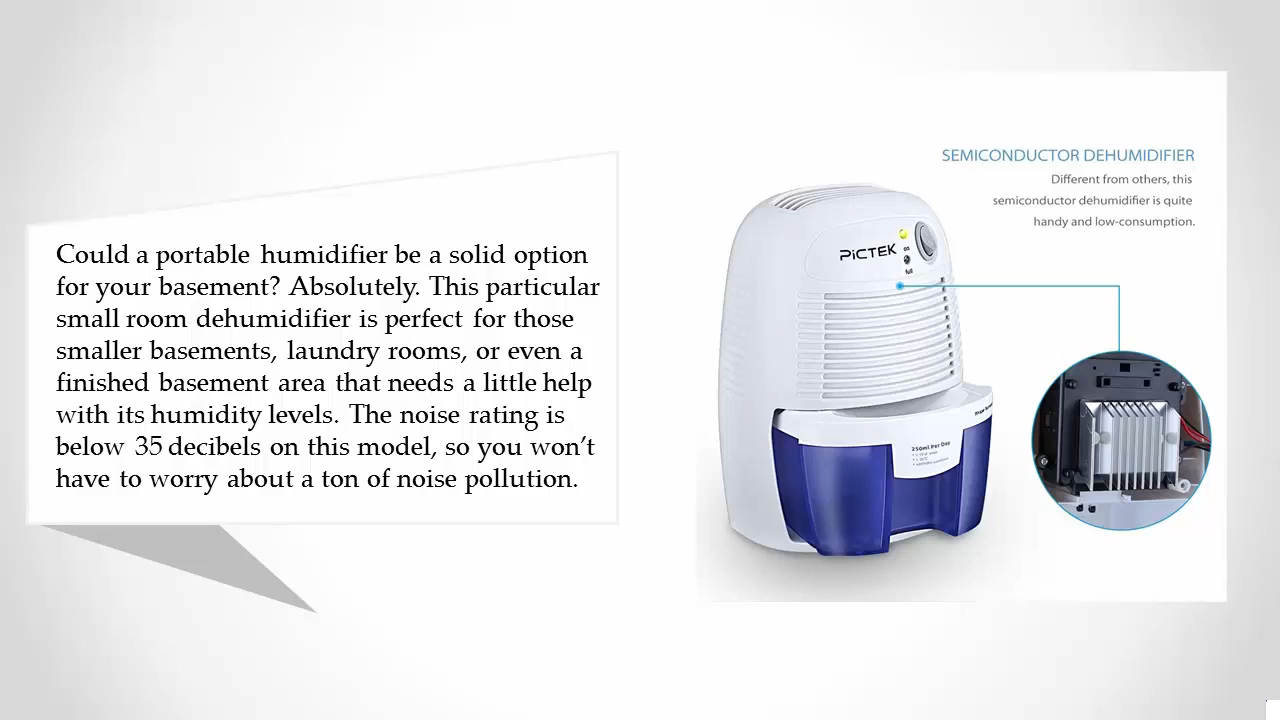 Could a portable humidifier be a solid option
for your basement? Absolutely. This particular
small room dehumidifier is perfect for those
smaller basements, laundry rooms, or even a
finished basement area that needs a little help
with its humidity levels. The noise rating is
below 35 decibels on this model, so you won't
have to worry about a ton of noise pollution.
SEMICONDUCTOR DEHUMIDIFIER
Different from others, this
semiconductor dehumidifier is quite
handy and low-consumption.
PiCTEK
on
full
250ml Per Day